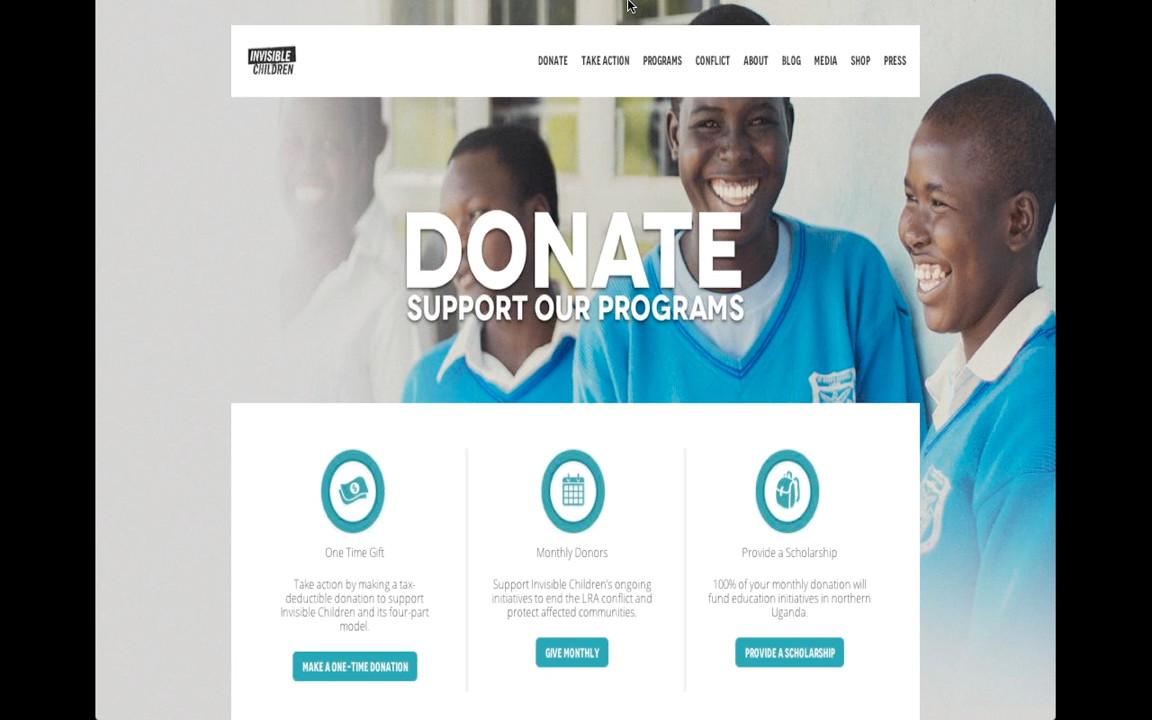 INVISIBLE
CHILDREN
DONATE TAKE ACTION PROGRAMS CONFLICT ABOUT BLOG MEDIA SHOP PRESS
DONATE
SUPPORT OUR PROGRAMS
One Time Gift
Take action by making a tax-
deductible donation to support
Invisible Children and its four-part
model.
MAKE A ONE-TIME DONATION
Monthly Donors
Support Invisible Children's ongoing
initiatives to end the LRA conflict and
protect affected communities.
GIVE MONTHLY
Provide a Scholarship
100% of your monthly donation will
fund education initiatives in northern
Uganda.
PROVIDE A SCHOLARSHIP